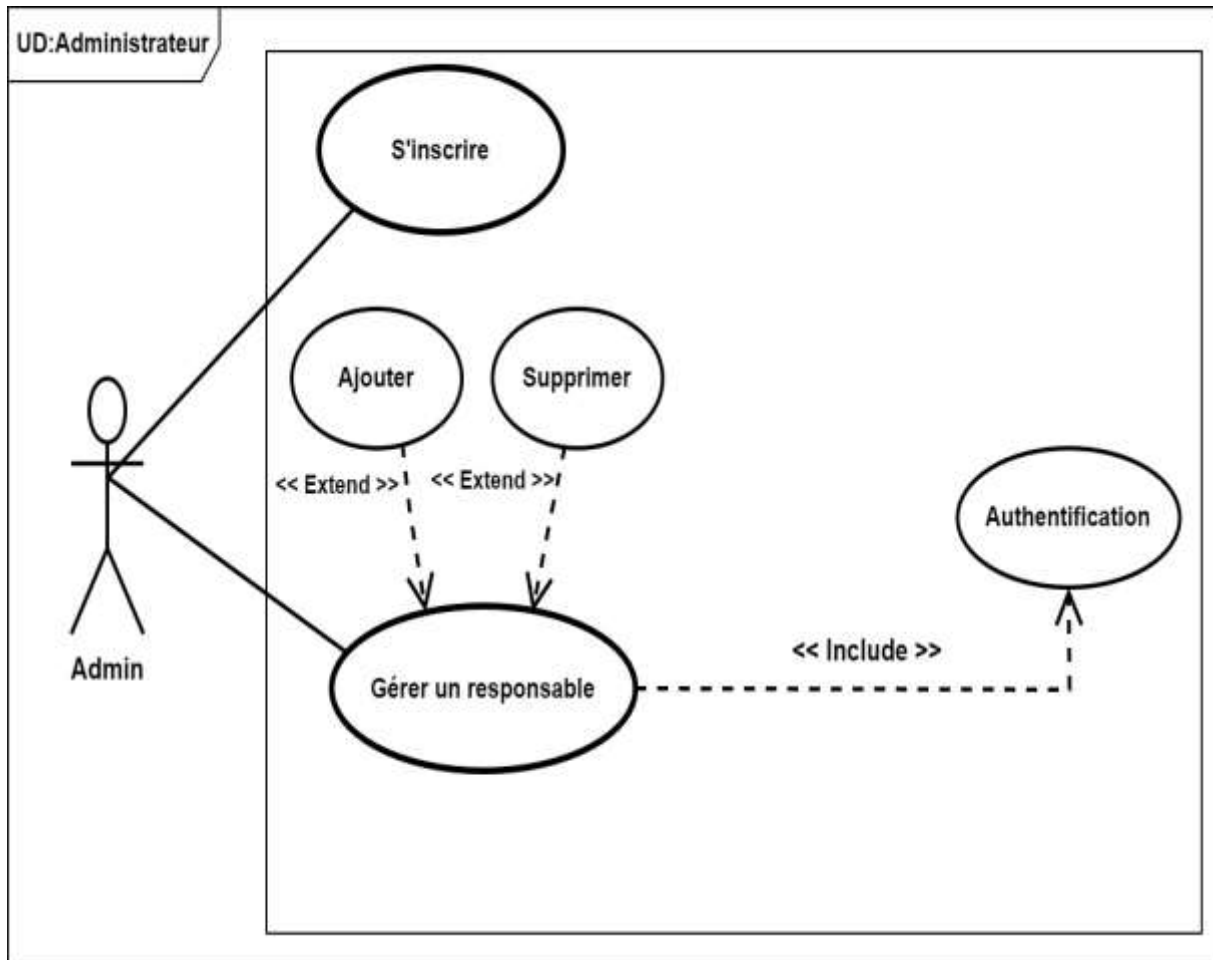 UD:Administrateur
S'inscrire
Ajouter
Supprimer
<< Extend >>
<< Extend >>
Authentification
<< Include >>
Admin
Gérer un responsable